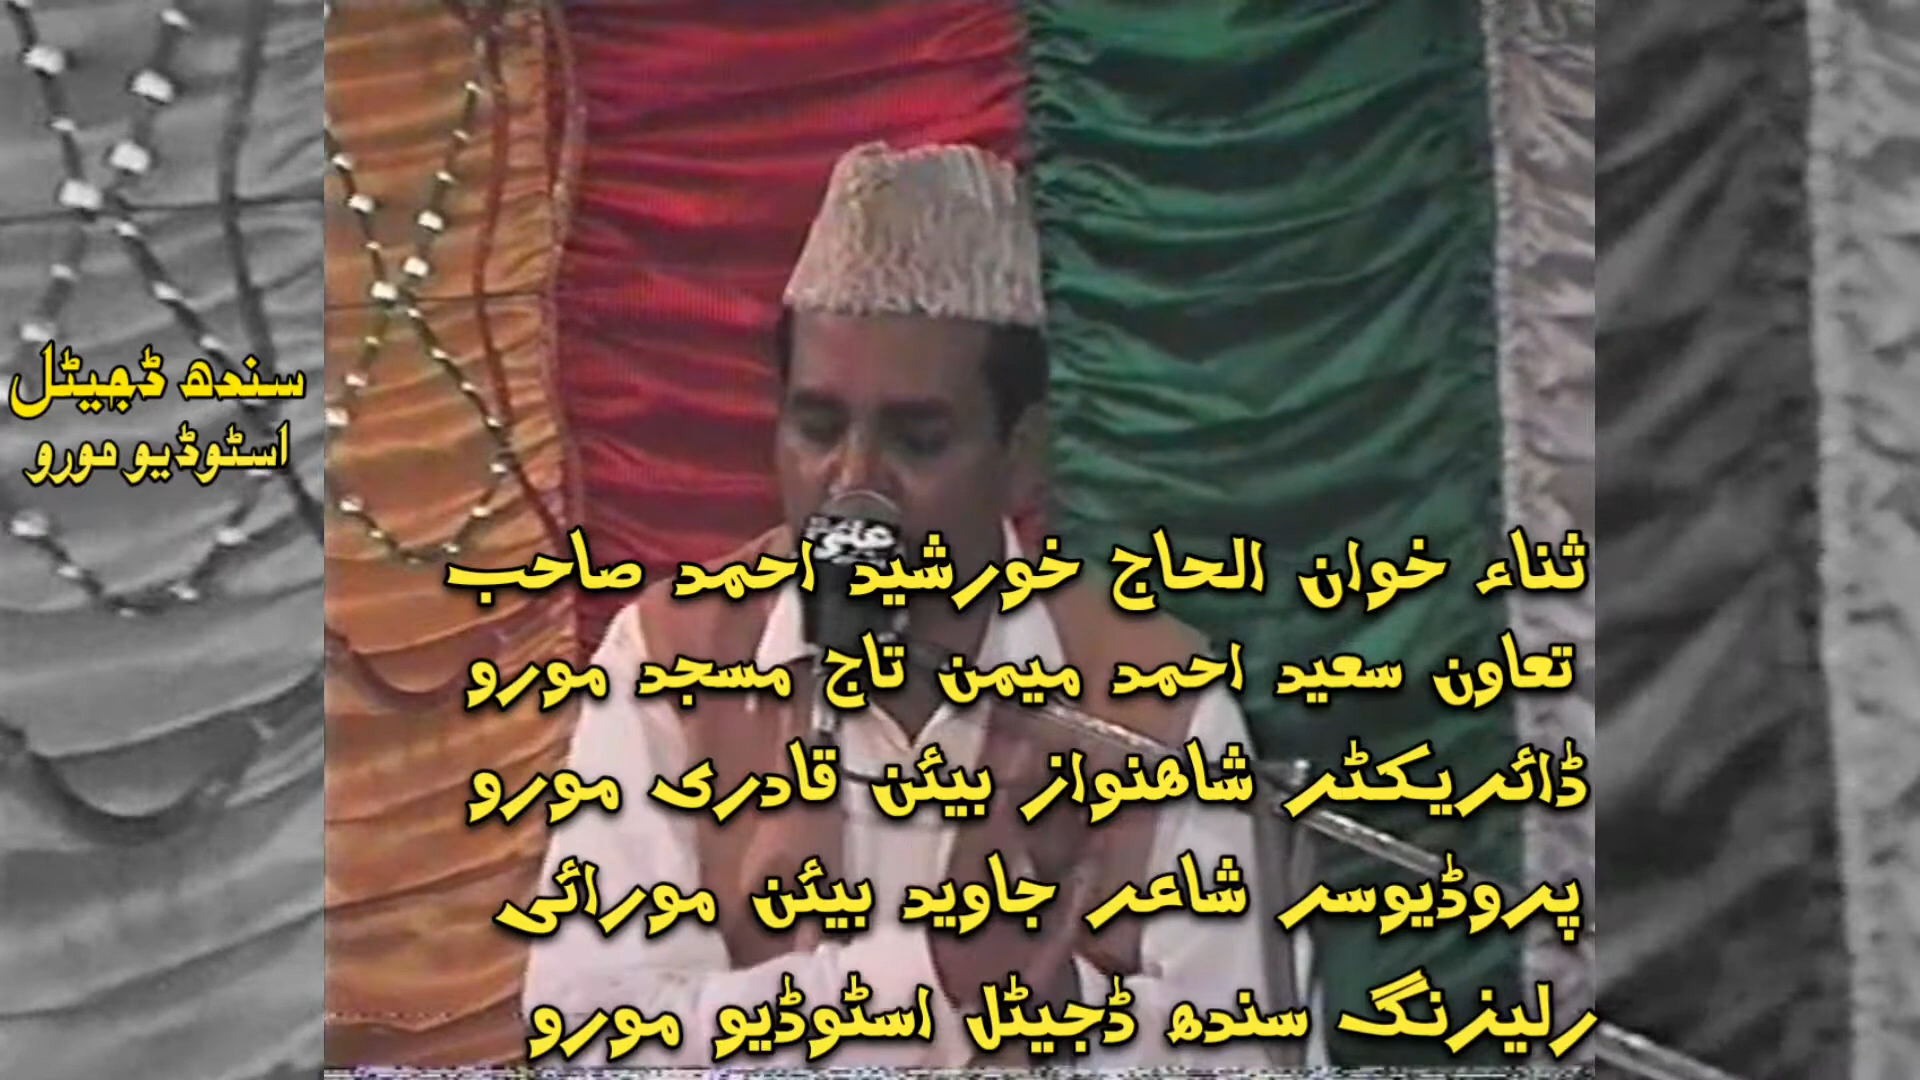 سندھ ڈجیٹل
اسٹوڈیو مورو
ثناء خوان الحاج خورشید احمد صاحب
تعاون سعید احمد میمن تاج مسجد مورو
ڈائریکٹر شاھنواز بیئن قادری مورو
پروڈیوسر شاعر جاوید بیئن مورائی
رلیزنگ سندھ ڈجیٹل اسٹوڈیو مورو